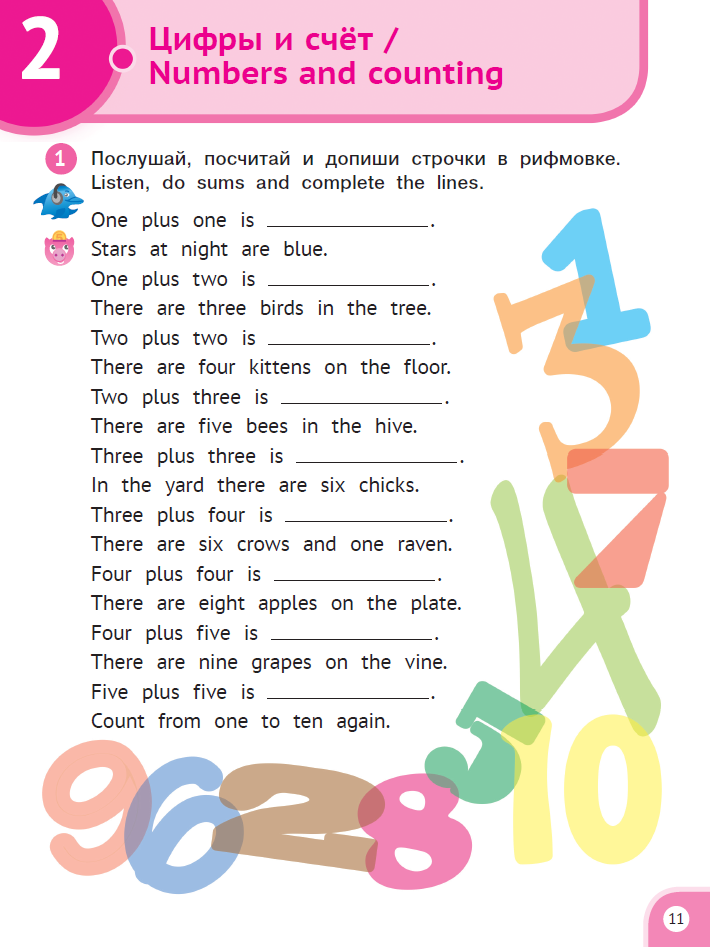 2
Цифры и счёт /
Numbers and counting
1
Послушай, посчитай и допиши строчки в рифмовке.
Listen, do sums and complete the lines.
One plus one is ________________.
Stars at night are blue.
One plus two is ________________.
There are three birds in the tree.
Two plus two is ________________.
There are four kittens on the floor.
Two plus three is ________________.
There are five bees in the hive.
Three plus three is ________________.
In the yard there are six chicks.
Three plus four is ________________.
There are six crows and one raven.
Four plus four is ________________.
There are eight apples on the plate.
Four plus five is ________________.
There are nine grapes on the vine.
Five plus five is ________________.
Count from one to ten again.
1
3
7
4
5
10
9
6
2
8
11